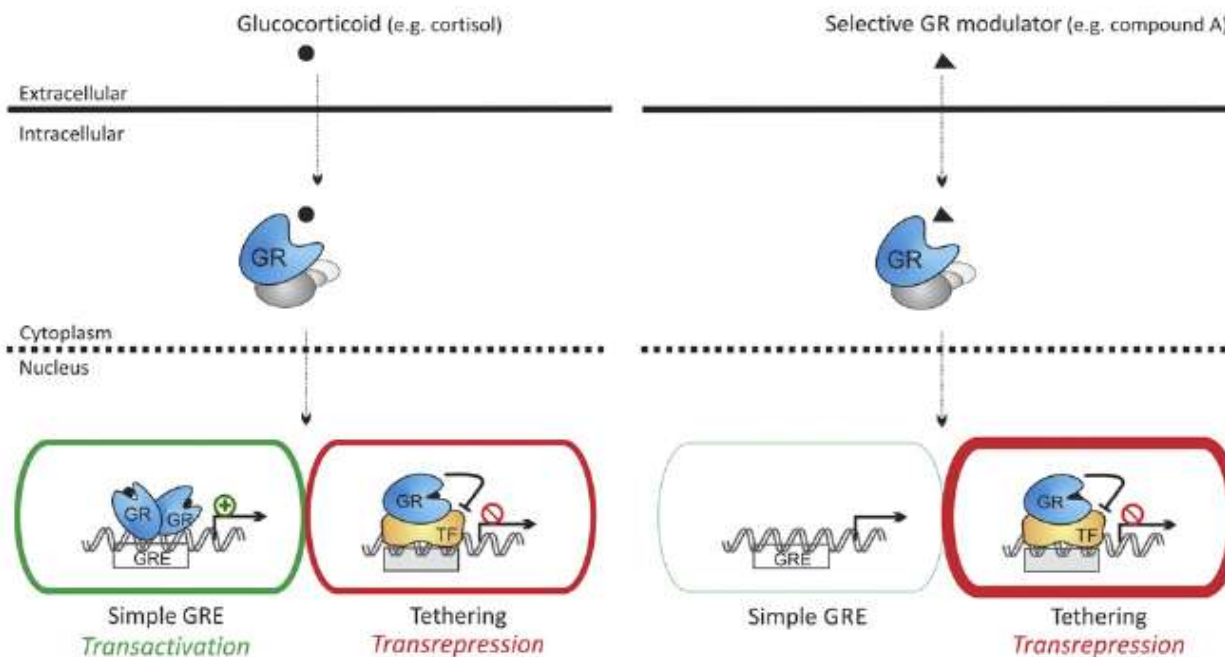 Glucocorticoid (e.g. cortisol)
Extracellular
Intracellular
GR
Cytoplasm
Nucleus
GR
GR
GRE
Simple GRE
Transactivation
GR
TF
Tethering
Transrepression
Selective GR modulator (e.g. compound A)
GR
GRE
Simple GRE
GR
TF
Tethering
Transrepression